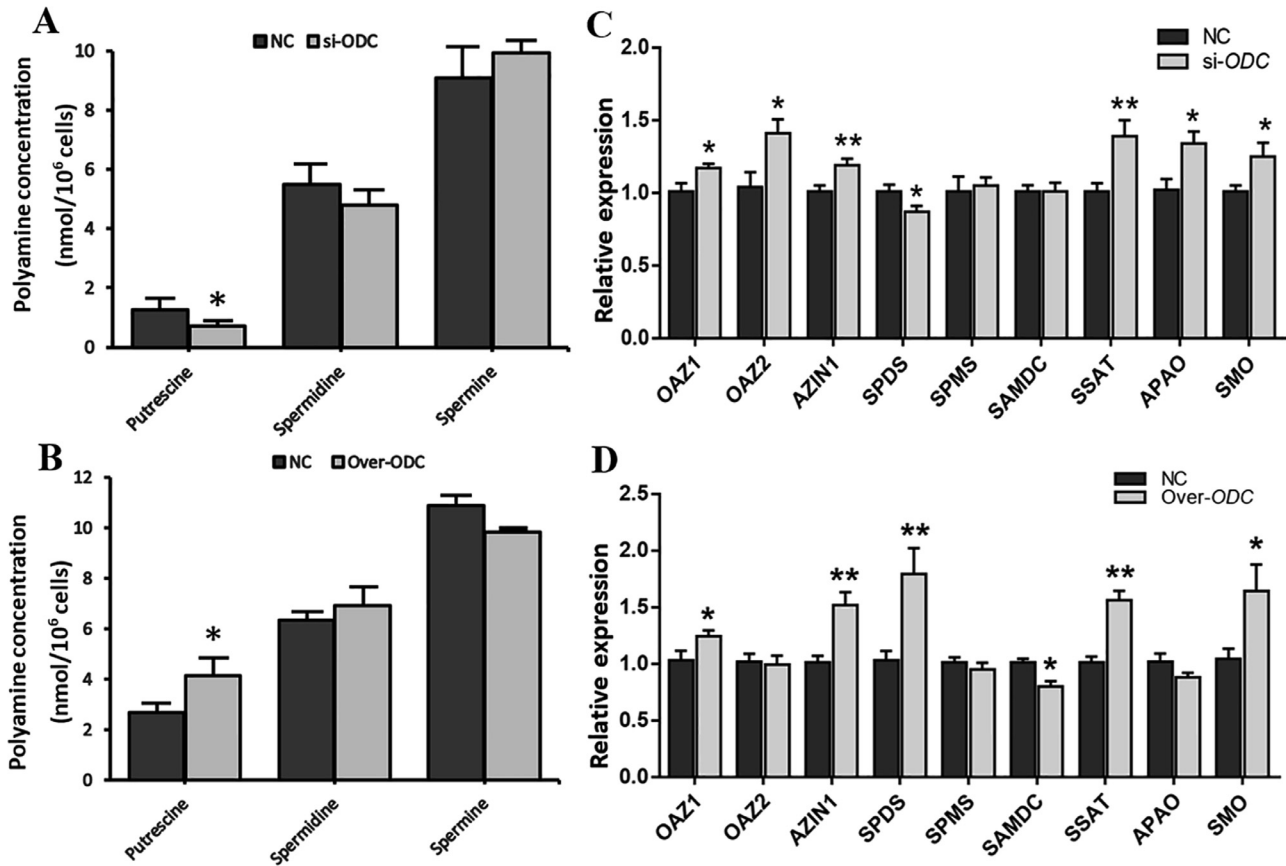 A
NC si-ODC
Polyamine concentration
(nmol/10⁶ cells)
10
8
6
4
2
0
*
Putrescine
Spermidine
Spermine
B
NC Over-ODC
Polyamine concentration
(nmol/10⁶ cells)
12
10
8
6
4
2
0
*
Putrescine
Spermidine
Spermine
C
NC
si-ODC
Relative expression
2.0
1.5
1.0
0.5
0.0
* * ** * ** * *
OAZ1
OAZ2
AZIN1
SPDS
SPMS
SAMDC
SSAT
APAO
SMO
D
NC
Over-ODC
Relative expression
2.5
2.0
1.5
1.0
0.5
0.0
* ** ** * ** *
OAZ1
OAZ2
AZIN1
SPDS
SPMS
SAMDC
SSAT
APAO
SMO